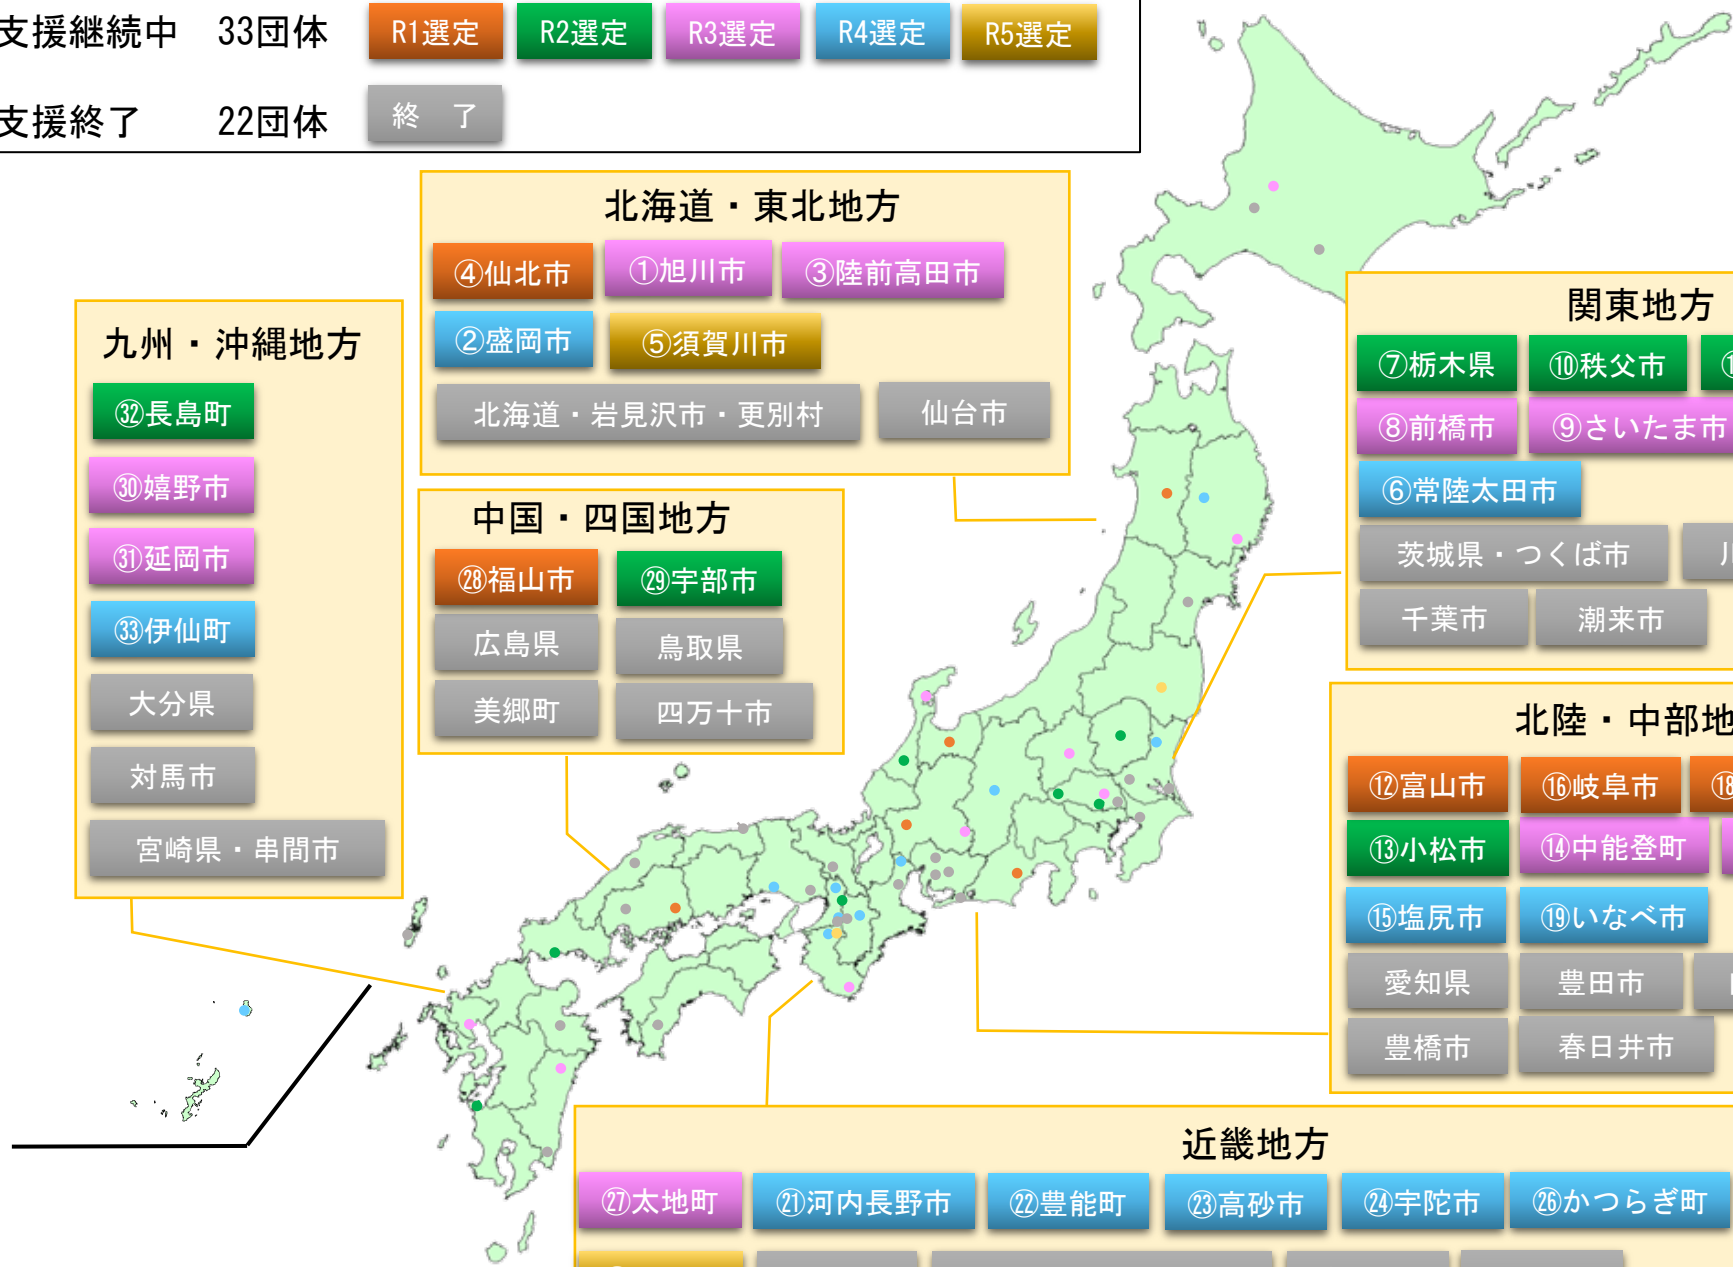 支援継続中 33団体 R1選定 R2選定 R3選定 R4選定 R5選定
支援終了 22団体 終 了
北海道・東北地方
④仙北市 ①旭川市 ③陸前高田市
②盛岡市 ⑤須賀川市
北海道・岩見沢市・更別村 仙台市
九州・沖縄地方
㉜長島町
㉚嬉野市
㉛延岡市
㉝伊仙町
大分県
対馬市
宮崎県・串間市
中国・四国地方
㉘福山市 ㉙宇部市
広島県 鳥取県
美郷町 四万十市
関東地方
⑦栃木県 ⑩秩父市
⑧前橋市 ⑨さいたま市
⑥常陸太田市
茨城県・つくば市
千葉市 潮来市
北陸・中部地
⑫富山市 ⑯岐阜市 ⑱
⑬小松市 ⑭中能登町
⑮塩尻市 ⑲いなべ市
愛知県 豊田市
豊橋市 春日井市
近畿地方
㉗太地町 ㉑河内長野市 ㉒豊能町 ㉓高砂市 ㉔宇陀市 ㉖かつらぎ町